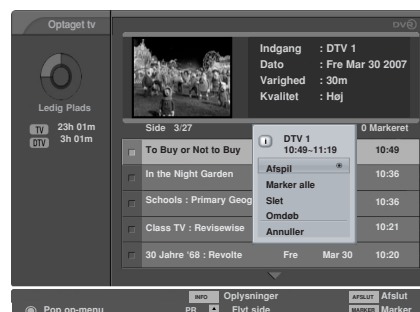 Optaget tv
DVB
Indgang : DTV 1
Dato : Fre Mar 30 2007
Varighed : 30m
Kvalitet : Høj
Ledig Plads
TV 23h 01m
DTV 3h 01m
Side 3/27
0 Markeret
To Buy or Not to Buy 10:49
In the Night Garden 10:36
Schools : Primary Geog 10:36
Class TV : Revisewise 10:21
30 Jahre '68 : Revolte Fre Mar 30 10:20
i DTV 1
10:49~11:19
Afspil
Marker alle
Slet
Omdøb
Annuller
INFO Oplysninger AFSLUT Afslut
Pop op-menu PR Flyt side MARKER Marker